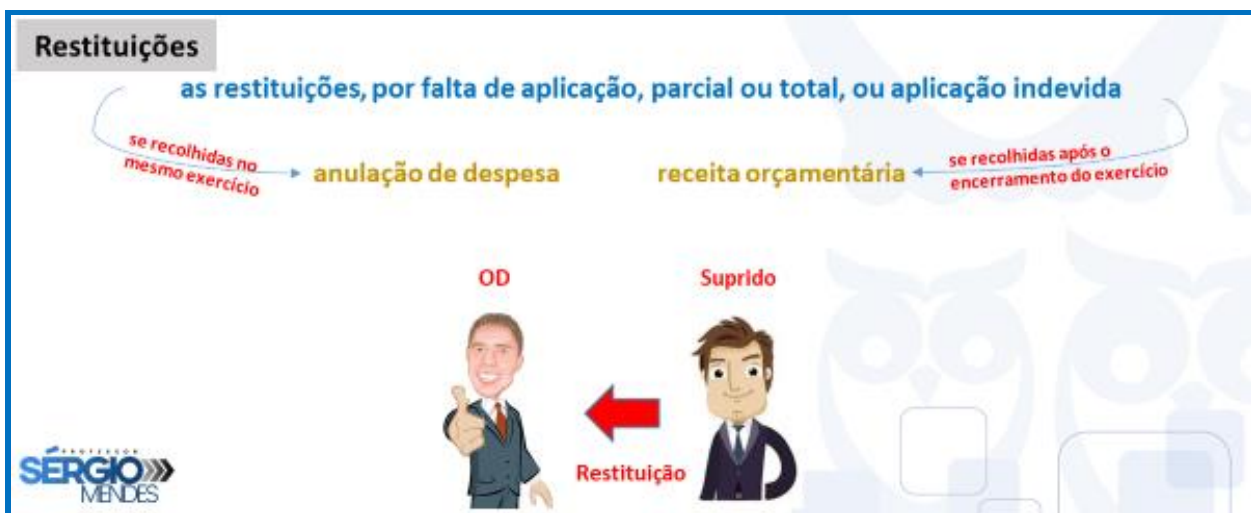 Restituições
as restituições, por falta de aplicação, parcial ou total, ou aplicação indevida
se recolhidas no
mesmo exercício
anulação de despesa
receita orçamentária
se recolhidas após o
encerramento do exercício
OD
Suprido
Restituição
PROFESSOR
SÉRGIO
MENDES